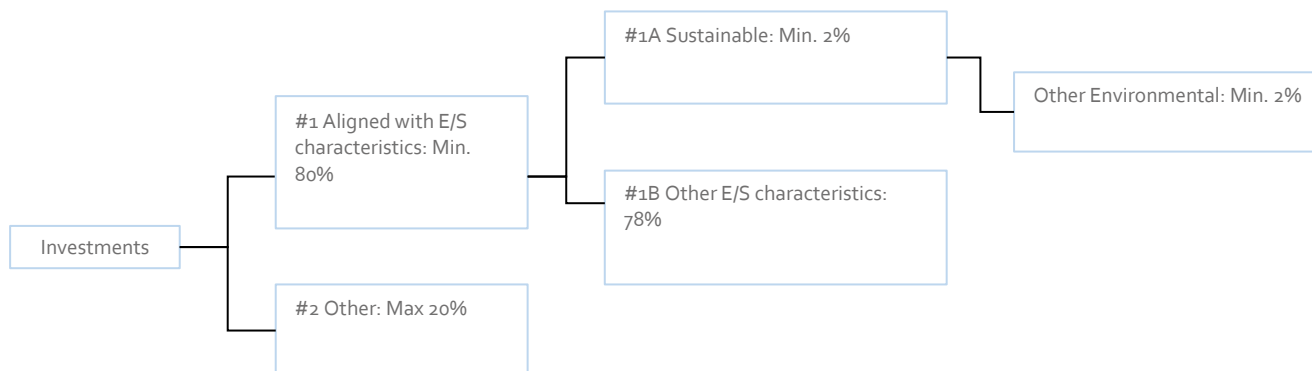 #1A Sustainable: Min. 2%
Other Environmental: Min. 2%
#1 Aligned with E/S
characteristics: Min.
80%
#1B Other E/S characteristics:
78%
Investments
#2 Other: Max 20%